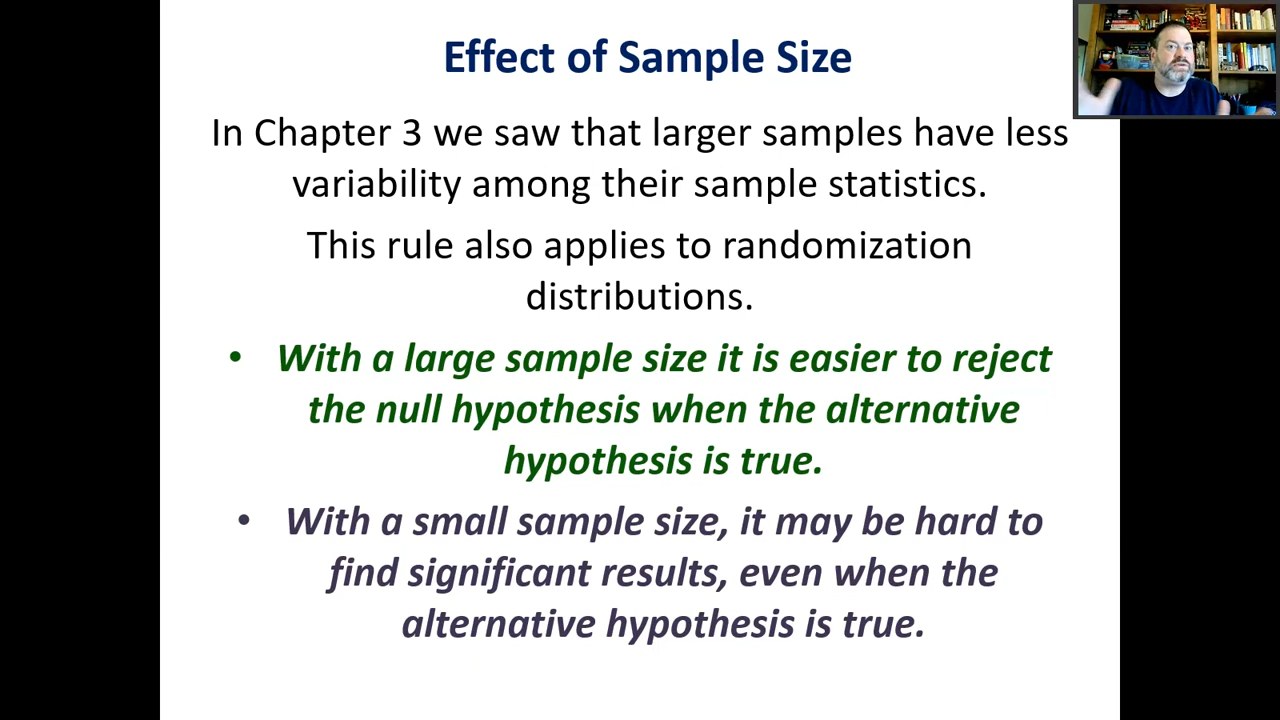 Effect of Sample Size
In Chapter 3 we saw that larger samples have less
variability among their sample statistics.
This rule also applies to randomization
distributions.
• With a large sample size it is easier to reject
the null hypothesis when the alternative
hypothesis is true.
• With a small sample size, it may be hard to
find significant results, even when the
alternative hypothesis is true.